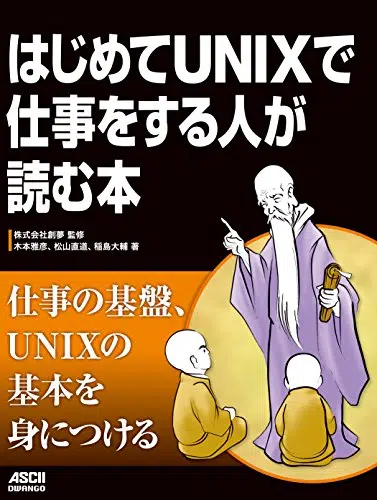 はじめてUNIXで
仕事をする人が
読む本
株式会社創夢 監修
木本雅彦、松山直道、稲島大輔 著
仕事の基盤、
UNIXの
基本を
身につける
ASCII
DWANGO